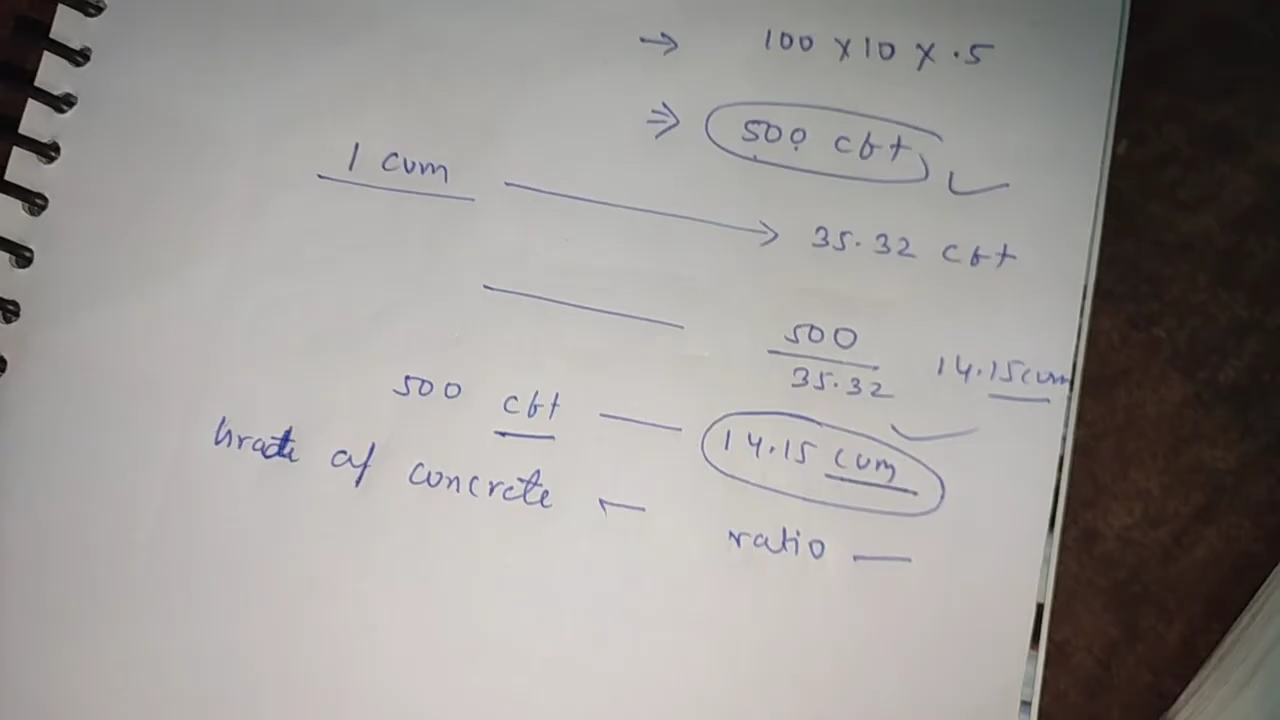 → 100 x 10 x .5
⇒ 500 cft
1 cum → 35.32 cft
500
35.32
14.15 cum
500 cft — 14.15 cum
Grade of concrete — ratio —